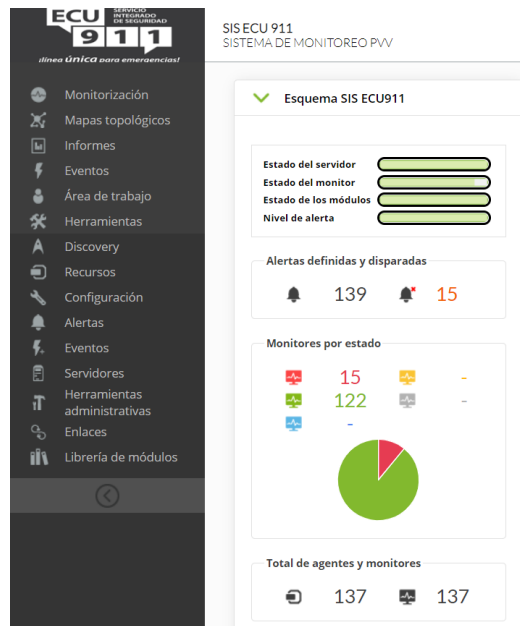 ECU
911
SERVICIO
INTEGRADO
DE SEGURIDAD
¡línea única para emergencias!
SIS ECU 911
SISTEMA DE MONITOREO PVV
Monitorización
Mapas topológicos
Informes
Eventos
Área de trabajo
Herramientas
Discovery
Recursos
Configuración
Alertas
Eventos
Servidores
Herramientas
administrativas
Enlaces
Librería de módulos
Esquema SIS ECU911
Estado del servidor
Estado del monitor
Estado de los módulos
Nivel de alerta
Alertas definidas y disparadas
139 15
Monitores por estado
15 -
122 -
-
Total de agentes y monitores
137 137